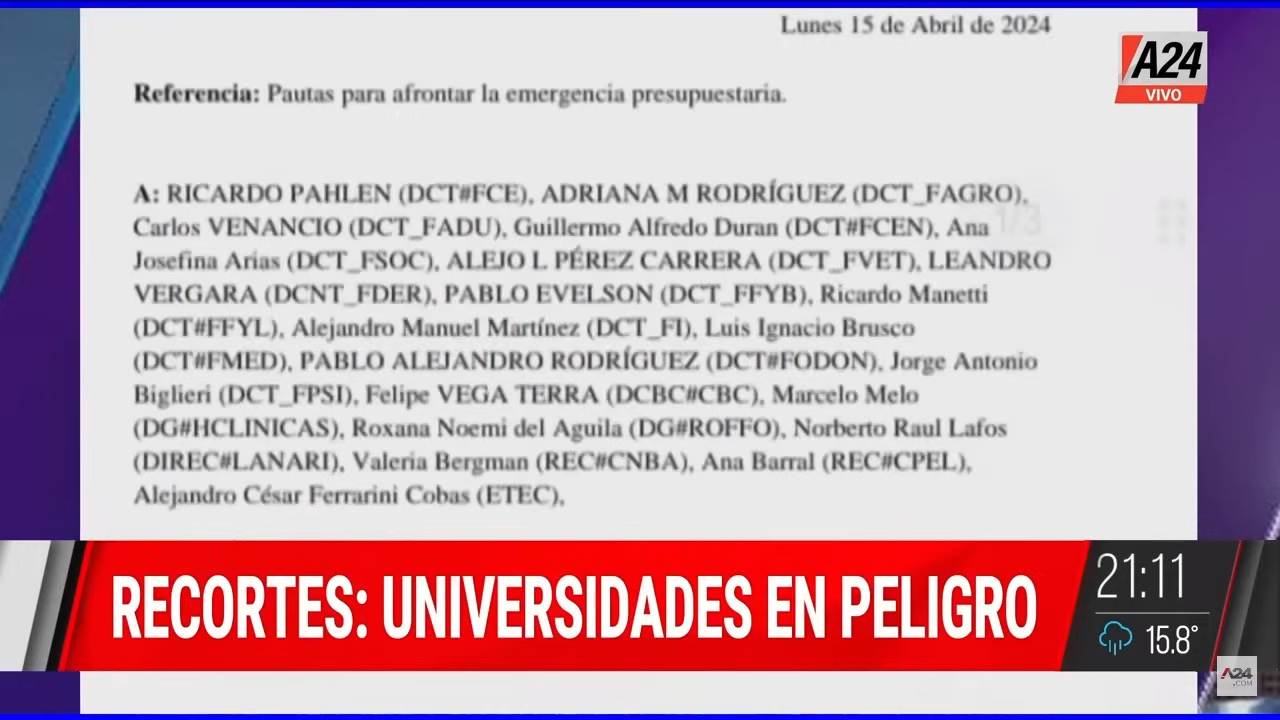 Lunes 15 de Abril de 2024
A24
VIVO
Referencia: Pautas para afrontar la emergencia presupuestaria.
A: RICARDO PAHLEN (DCT#FCE), ADRIANA M RODRÍGUEZ (DCT_FAGRO),
Carlos VENANCIO (DCT_FADU), Guillermo Alfredo Duran (DCT#FCEN), Ana
1/3
Josefina Arias (DCT_FSOC), ALEJO L PÉREZ CARRERA (DCT_FVET), LEANDRO
VERGARA (DCNT_FDER), PABLO EVELSON (DCT_FFYB), Ricardo Manetti
(DCT#FFYL), Alejandro Manuel Martínez (DCT_FI), Luis Ignacio Brusco
(DCT#FMED), PABLO ALEJANDRO RODRÍGUEZ (DCT#FODON), Jorge Antonio
Biglieri (DCT_FPSI), Felipe VEGA TERRA (DCBC#CBC), Marcelo Melo
(DG#HCLINICAS), Roxana Noemi del Aguila (DG#ROFFO), Norberto Raul Lafos
(DIREC#LANARI), Valeria Bergman (REC#CNBA), Ana Barral (REC#CPEL),
Alejandro César Ferrarini Cobas (ETEC),
RECORTES: UNIVERSIDADES EN PELIGRO
21:11
15.8°
A24
.COM